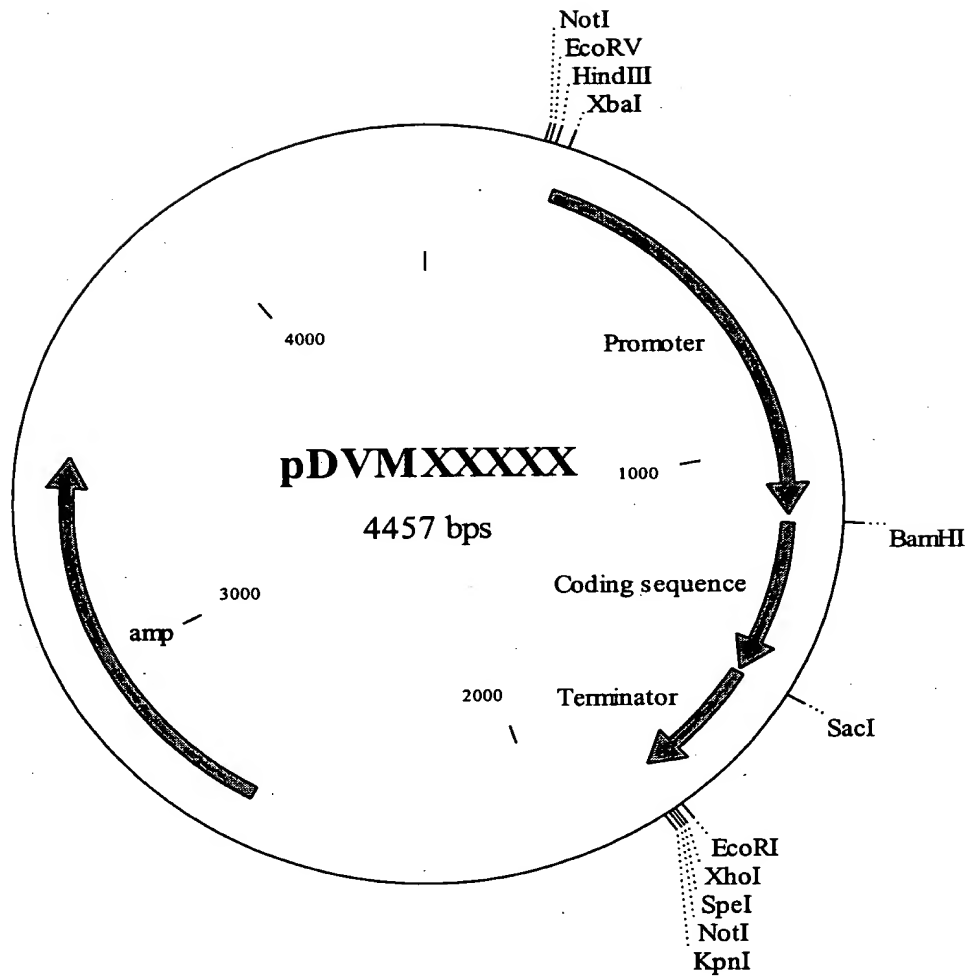 NotI
EcoRV
HindIII
XbaI
4000
Promoter
pDVMXXXXX
4457 bps
1000
BamHI
Coding sequence
3000
amp
2000
Terminator
SacI
EcoRI
XhoI
SpeI
NotI
KpnI